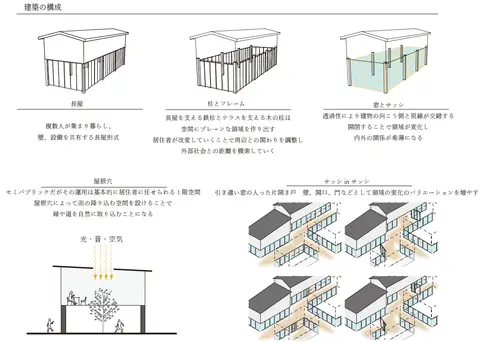 建築の構成
長屋
複数人が集まり暮らし、
壁、設備を共有する長屋形式
柱とフレーム
長屋を支える鉄柱とテラスを支える木の柱は
空間にプレーンな領域を作り出す
居住者が改変していくことで周辺との関わりを調整し
外部社会との距離を模索していく
窓とサッシ
透過性により建物の向こう側と視線が交錯する
開閉することで領域が変化し
内外の関係が希薄になる
屋根穴
セミパブリックだがその運用は基本的に居住者に任せられる1階空間
屋根穴によって雨の降り込む空間を設けることで
緑や道を自然に取り込むことになる
光・音・空気
サッシinサッシ
引き違い窓の入った片開き戸 壁、開口、門などとして領域の変化のバリエーションを増やす